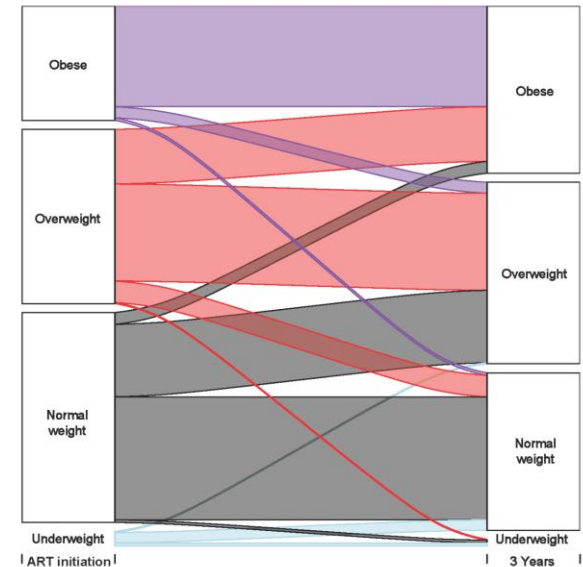 Obese
Overweight
Normal
weight
Underweight
ART initiation
Obese
Overweight
Normal
weight
Underweight
3 Years